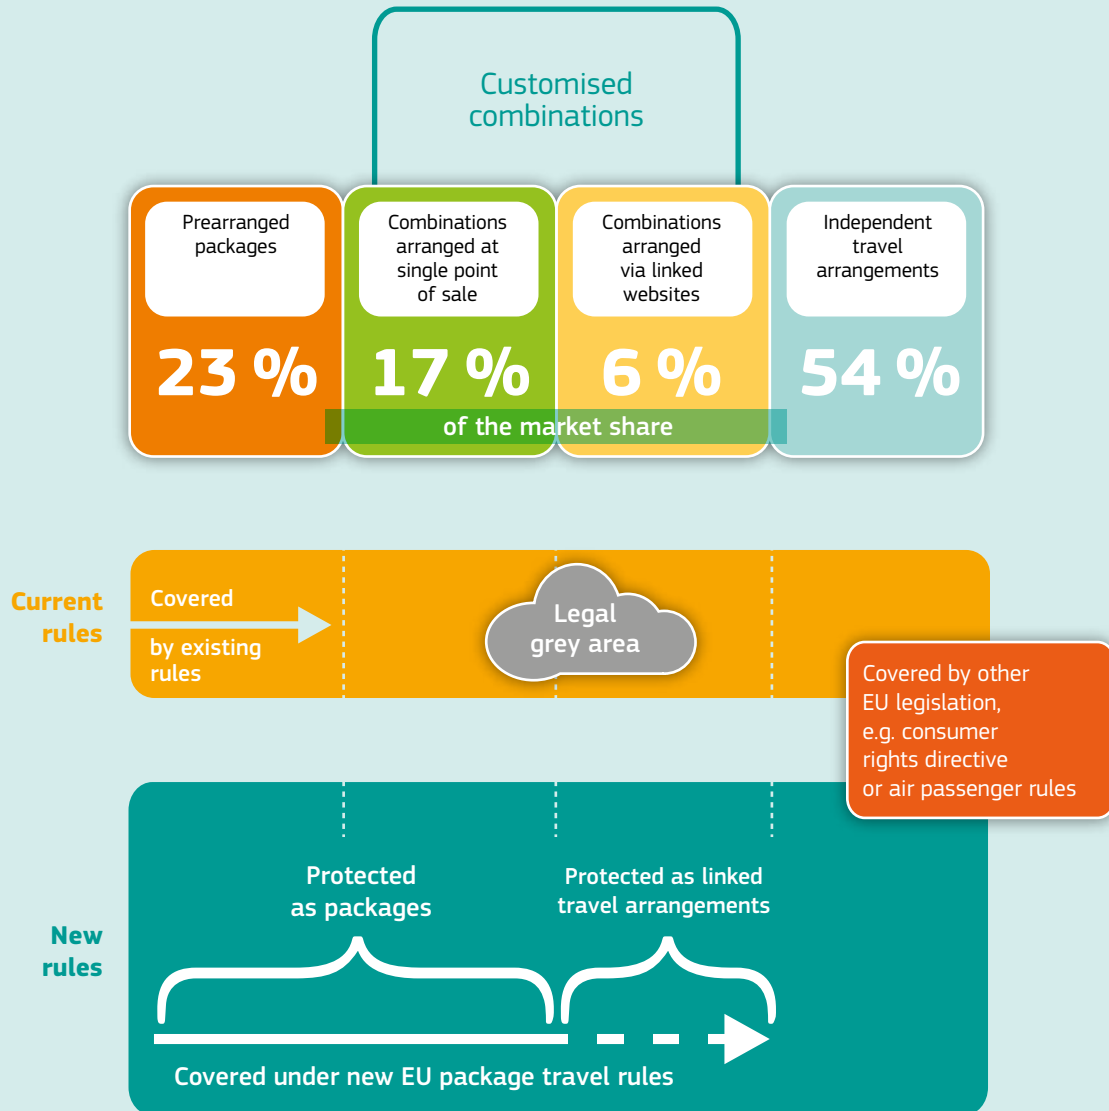 Customised
combinations
Prearranged
packages
Combinations
arranged at
single point
of sale
Combinations
arranged
via linked
websites
Independent
travel
arrangements
23 %
17 %
6 %
54 %
of the market share
Current
rules
Covered
by existing
rules
Legal
grey area
Covered by other
EU legislation,
e.g. consumer
rights directive
or air passenger rules
New
rules
Protected
as packages
Protected as linked
travel arrangements
Covered under new EU package travel rules